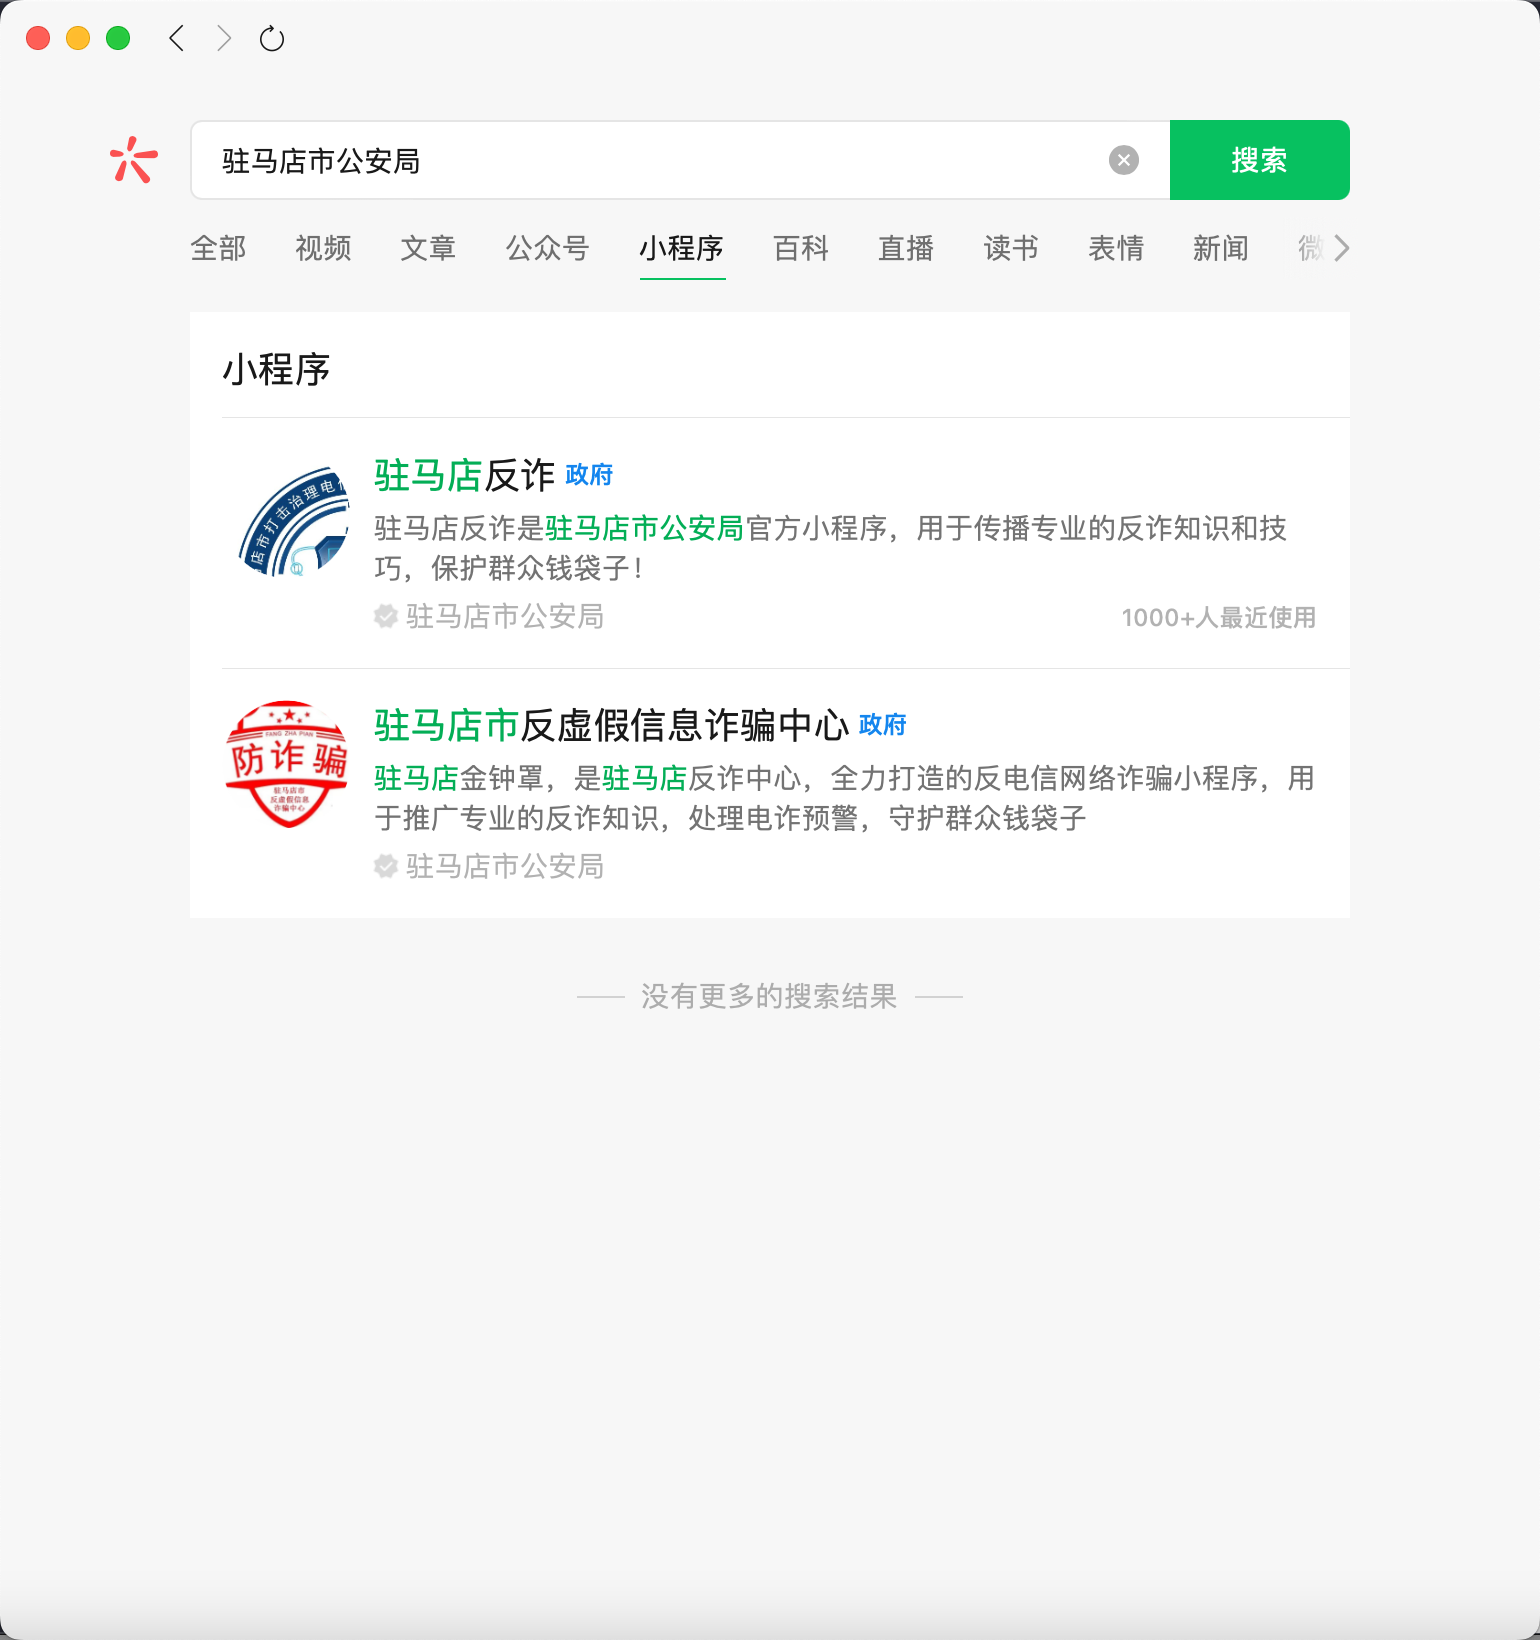 驻马店市公安局
搜索
全部 视频 文章 公众号 小程序 百科 直播 读书 表情 新闻 微
小程序
驻马店反诈 政府
驻马店反诈是驻马店市公安局官方小程序，用于传播专业的反诈知识和技
巧，保护群众钱袋子！
驻马店市公安局
1000+人最近使用
店市打击治理电
驻马店市反虚假信息诈骗中心 政府
驻马店金钟罩，是驻马店反诈中心，全力打造的反电信网络诈骗小程序，用
于推广专业的反诈知识，处理电诈预警，守护群众钱袋子
驻马店市公安局
FANG ZHA PIAN
防诈骗
驻马店市
反虚假信息
诈骗中心
没有更多的搜索结果